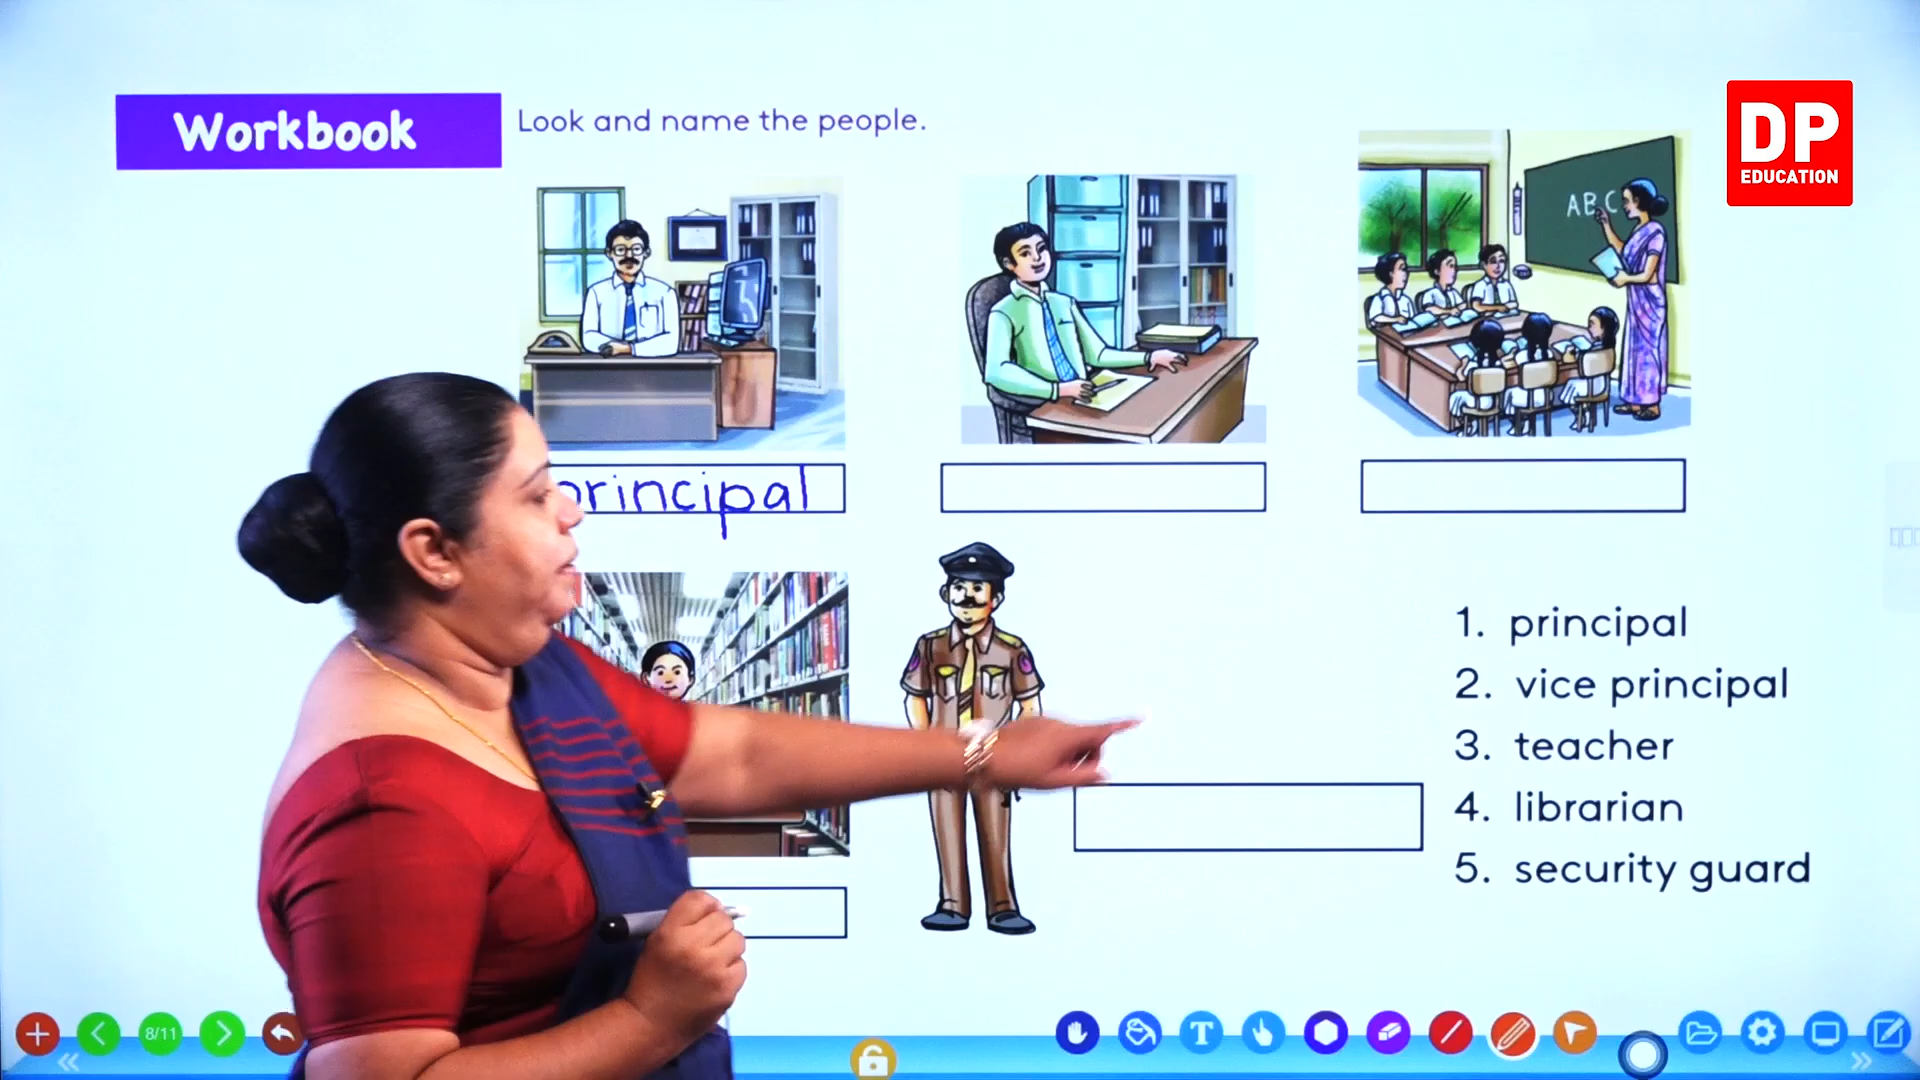 Workbook
Look and name the people.
DP
EDUCATION
ABC
principal
1. principal
2. vice principal
3. teacher
4. librarian
5. security guard
8/11
T